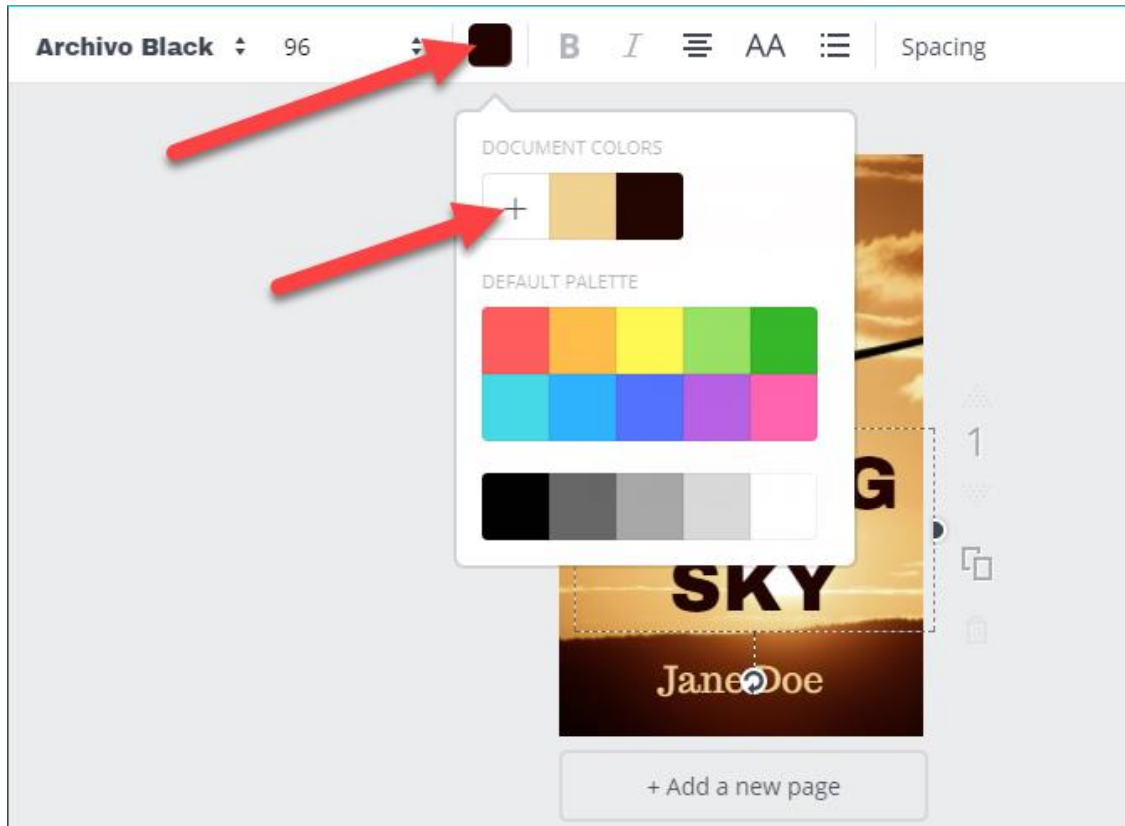 Archivo Black 96 B I AA Spacing
DOCUMENT COLORS
+
DEFAULT PALETTE
G
1
SKY
Jane Doe
+ Add a new page